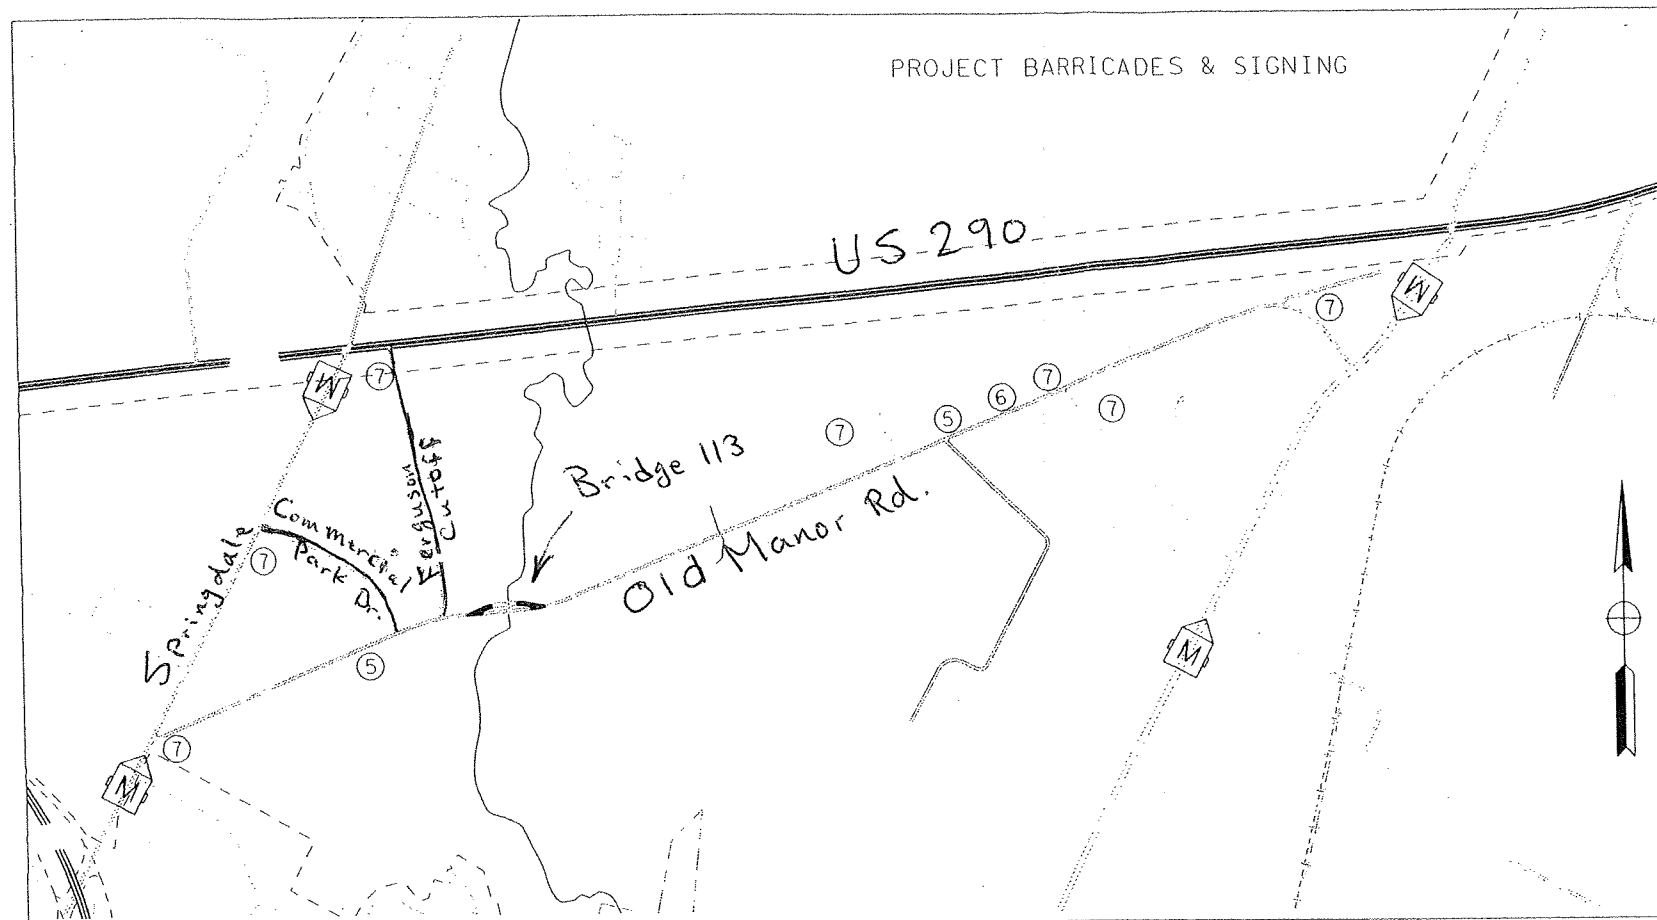 PROJECT BARRICADES & SIGNING
US 290
7
M
M
7
7
6
5
7
7
Bridge 113
Ferguson
Cutoff
Commercial
Park
Dr.
7
Springdale
Old Manor Rd.
5
M
7
M